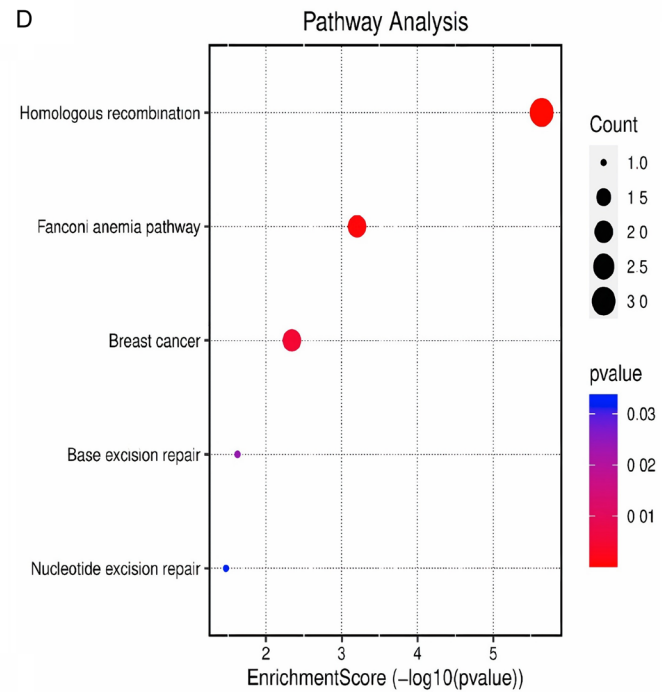 D
Pathway Analysis
Homologous recombination
Fanconi anemia pathway
Breast cancer
Base excision repair
Nucleotide excision repair
2 3 4 5
EnrichmentScore (−log10(pvalue))
Count
1.0
1 5
2 0
2.5
3 0
pvalue
0.03
0 02
0 01